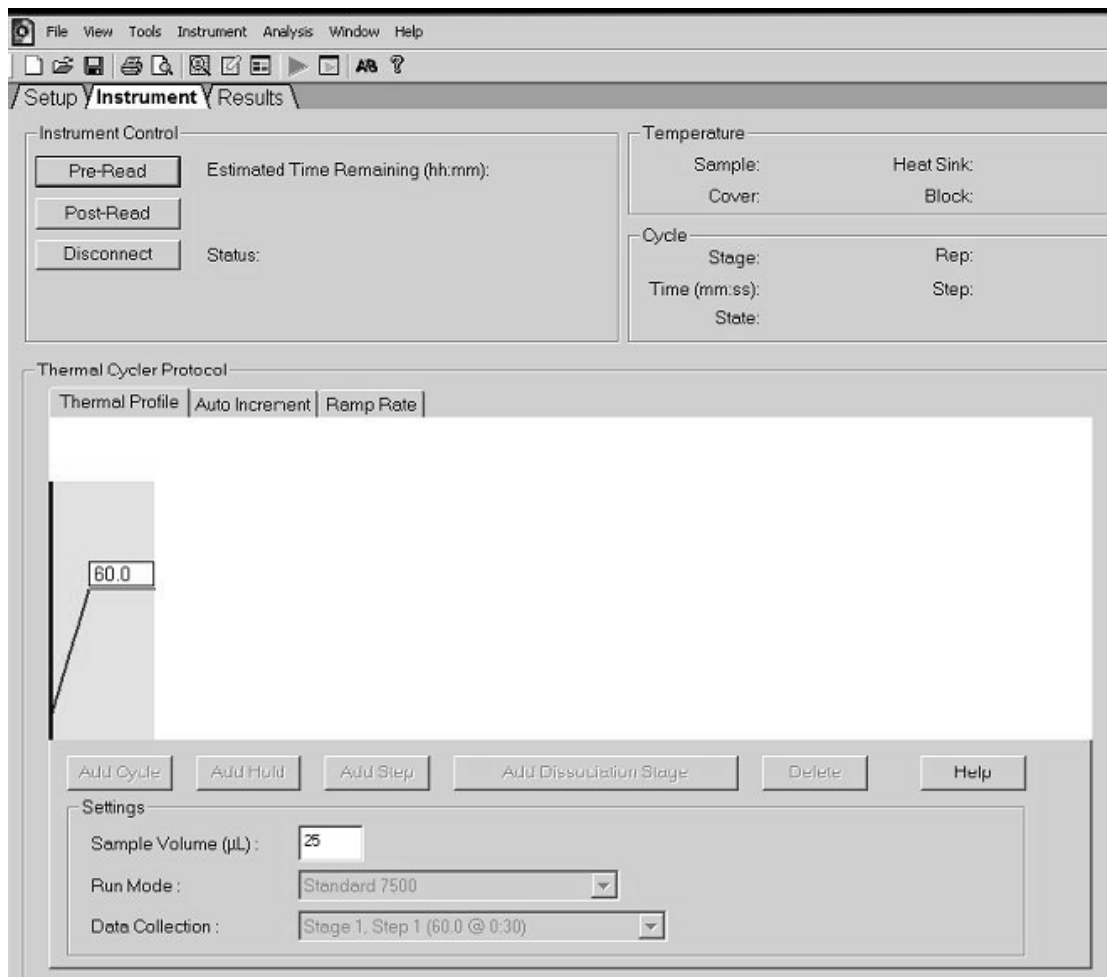 File View Tools Instrument Analysis Window Help
AB ?
Setup Instrument Results
Instrument Control
Pre-Read
Estimated Time Remaining (hh:mm):
Post-Read
Disconnect
Status:
Temperature
Sample: Heat Sink:
Cover: Block:
Cycle
Stage: Rep:
Time (mm:ss): Step:
State:
Thermal Cycler Protocol
Thermal Profile Auto Increment Ramp Rate
60.0
Add Cycle Add Hold Add Step Add Dissociation Stage Delete Help
Settings
Sample Volume (µL) : 25
Run Mode : Standard 7500
Data Collection : Stage 1, Step 1 (60.0 @ 0:30)